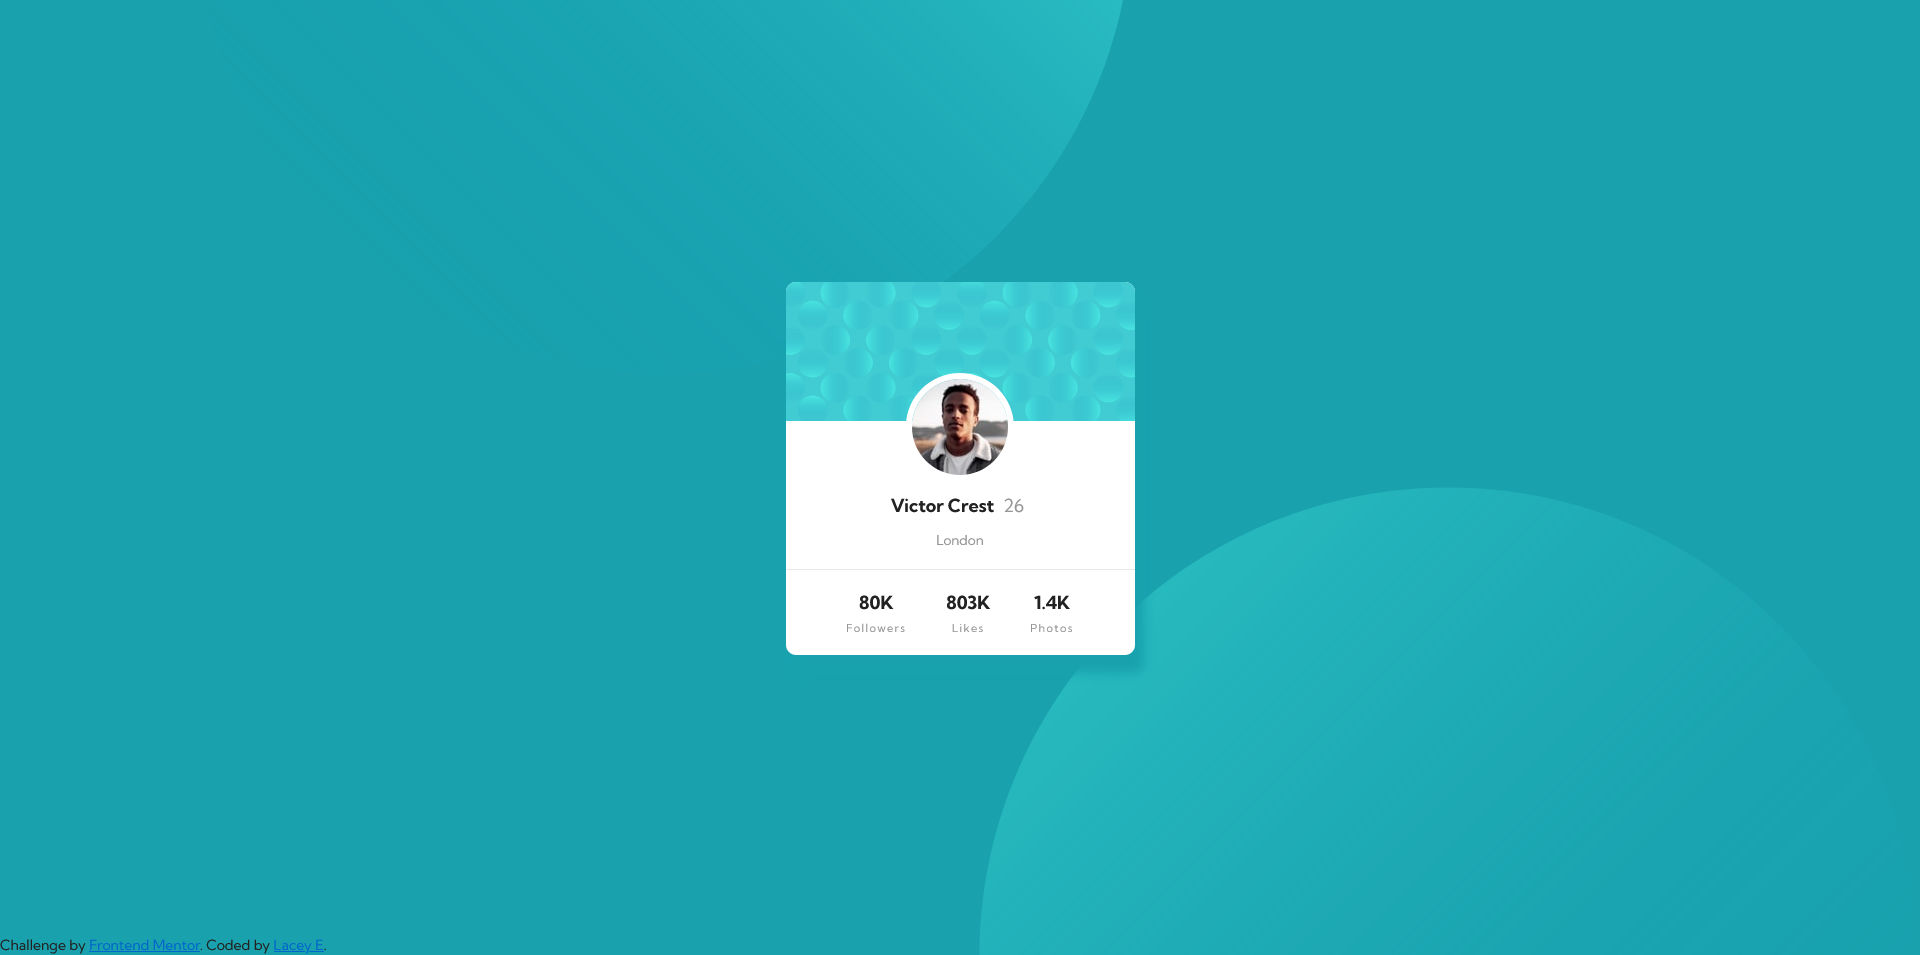 Victor Crest 26
London
80K 803K 1.4K
Followers Likes Photos
Challenge by Frontend Mentor. Coded by Lacey E.